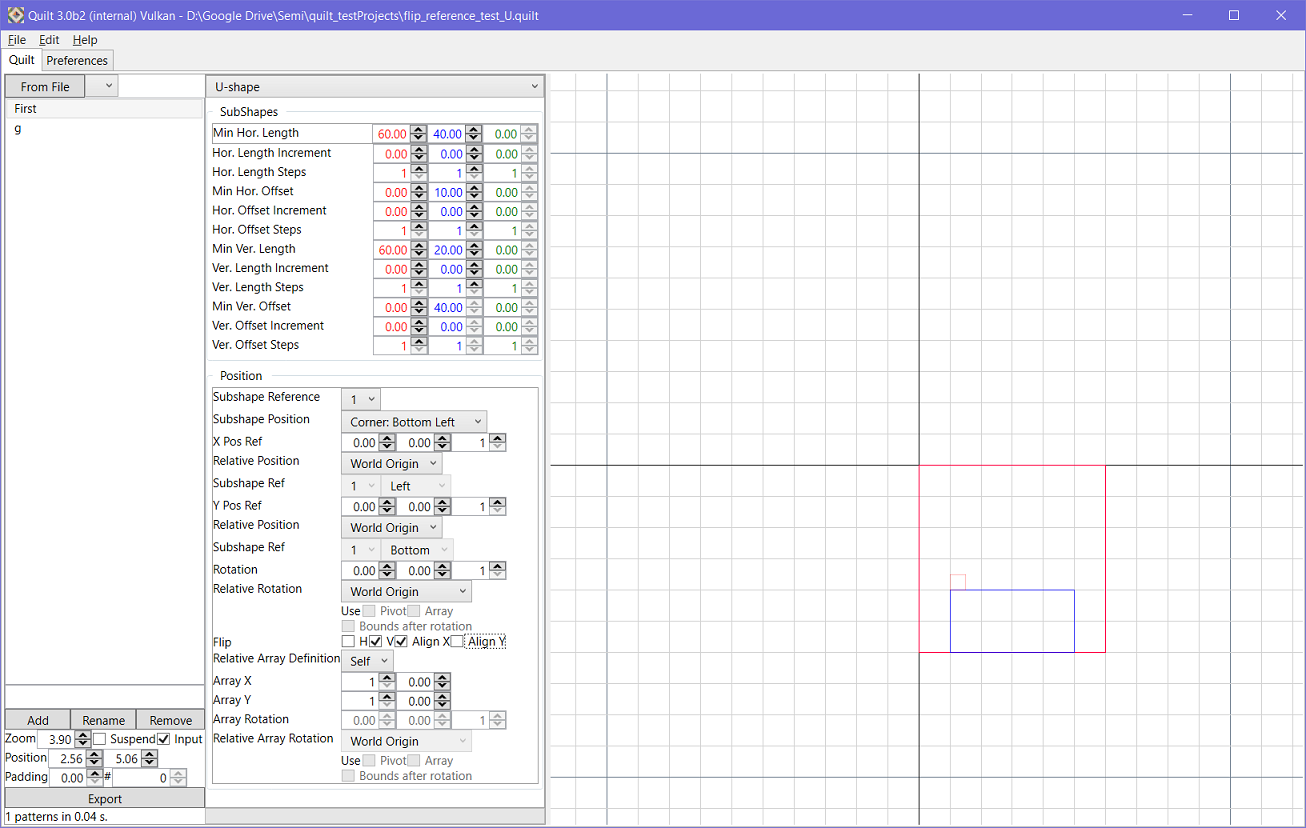 Quilt 3.0b2 (internal) Vulkan - D:\Google Drive\Semi\quilt_testProjects\flip_reference_test_U.quilt
File Edit Help
Quilt Preferences
From File
First
g
U-shape
SubShapes
Min Hor. Length 60.00 40.00 0.00
Hor. Length Increment 0.00 0.00 0.00
Hor. Length Steps 1 1 1
Min Hor. Offset 0.00 10.00 0.00
Hor. Offset Increment 0.00 0.00 0.00
Hor. Offset Steps 1 1 1
Min Ver. Length 60.00 20.00 0.00
Ver. Length Increment 0.00 0.00 0.00
Ver. Length Steps 1 1 1
Min Ver. Offset 0.00 40.00 0.00
Ver. Offset Increment 0.00 0.00 0.00
Ver. Offset Steps 1 1 1
Position
Subshape Reference 1
Subshape Position Corner: Bottom Left
X Pos Ref 0.00 0.00 1
Relative Position World Origin
Subshape Ref 1 Left
Y Pos Ref 0.00 0.00 1
Relative Position World Origin
Subshape Ref 1 Bottom
Rotation 0.00 0.00 1
Relative Rotation World Origin
Use Pivot Array
Bounds after rotation
Flip H V Align X Align Y
Relative Array Definition Self
Array X 1 0.00
Array Y 1 0.00
Array Rotation 0.00 0.00 1
Relative Array Rotation World Origin
Use Pivot Array
Bounds after rotation
Add Rename Remove
Zoom 3.90 Suspend Input
Position 2.56 5.06
Padding 0.00 # 0
Export
1 patterns in 0.04 s.